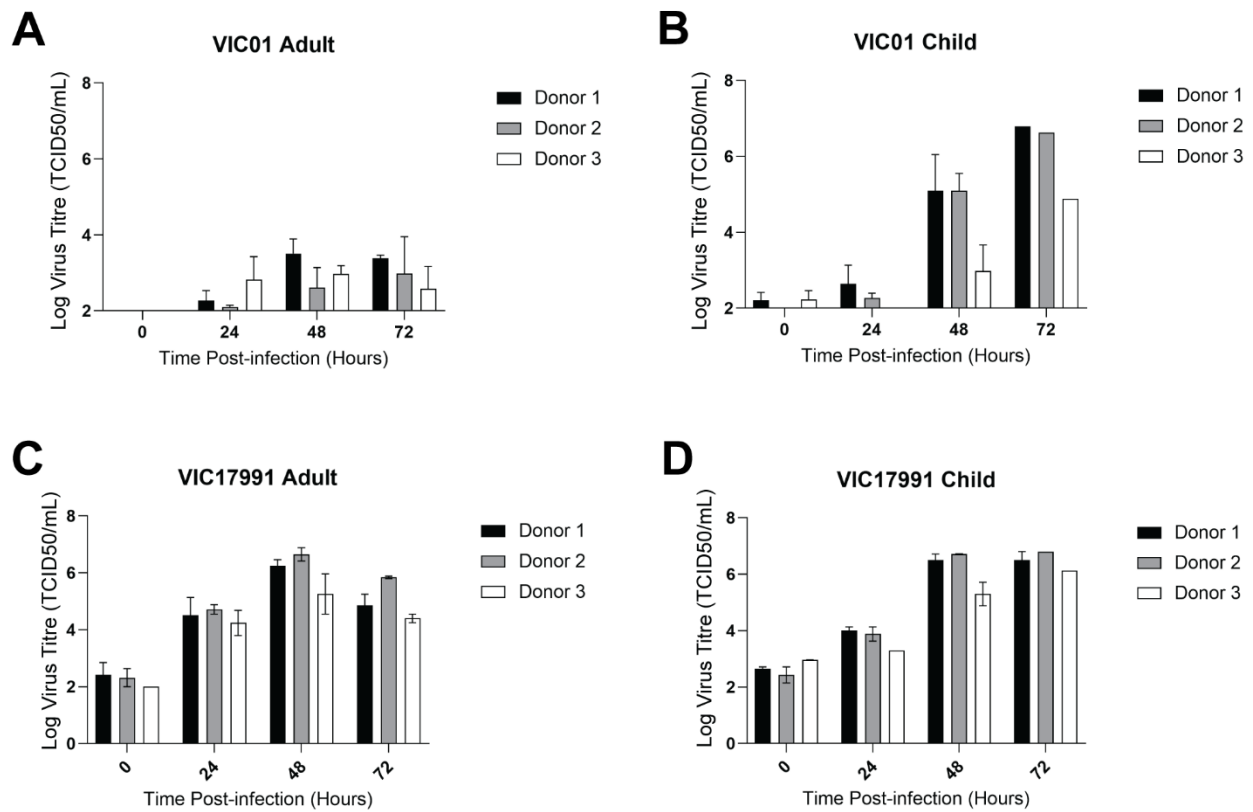 A
VIC01 Adult
Log Virus Titre (TCID50/mL)
8
6
4
2
0
24
48
72
Time Post-infection (Hours)
Donor 1
Donor 2
Donor 3
B
VIC01 Child
Log Virus Titre (TCID50/mL)
8
6
4
2
0
24
48
72
Time Post-infection (Hours)
Donor 1
Donor 2
Donor 3
C
VIC17991 Adult
Log Virus Titre (TCID50/mL)
8
6
4
2
0
0
24
48
72
Time Post-infection (Hours)
Donor 1
Donor 2
Donor 3
D
VIC17991 Child
Log Virus Titre (TCID50/mL)
8
6
4
2
0
0
24
48
72
Time Post-infection (Hours)
Donor 1
Donor 2
Donor 3